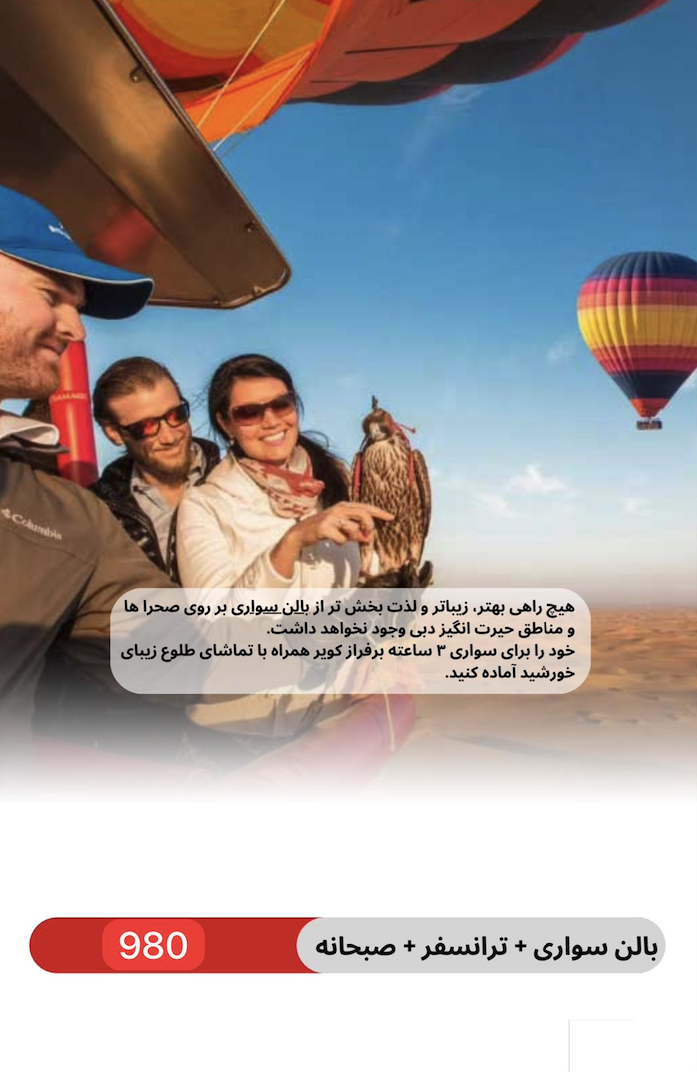 DAMAGE
Columbia
هیچ راهی بهتر، زیباتر و لذت بخش تر از بالن سواری بر روی صحرا ها
و مناطق حیرت انگیز دبی وجود نخواهد داشت.
خود را برای سواری ۳ ساعته برفراز کویر همراه با تماشای طلوع زیبای
خورشید آماده کنید.
بالن سواری + ترانسفر + صبحانه
980